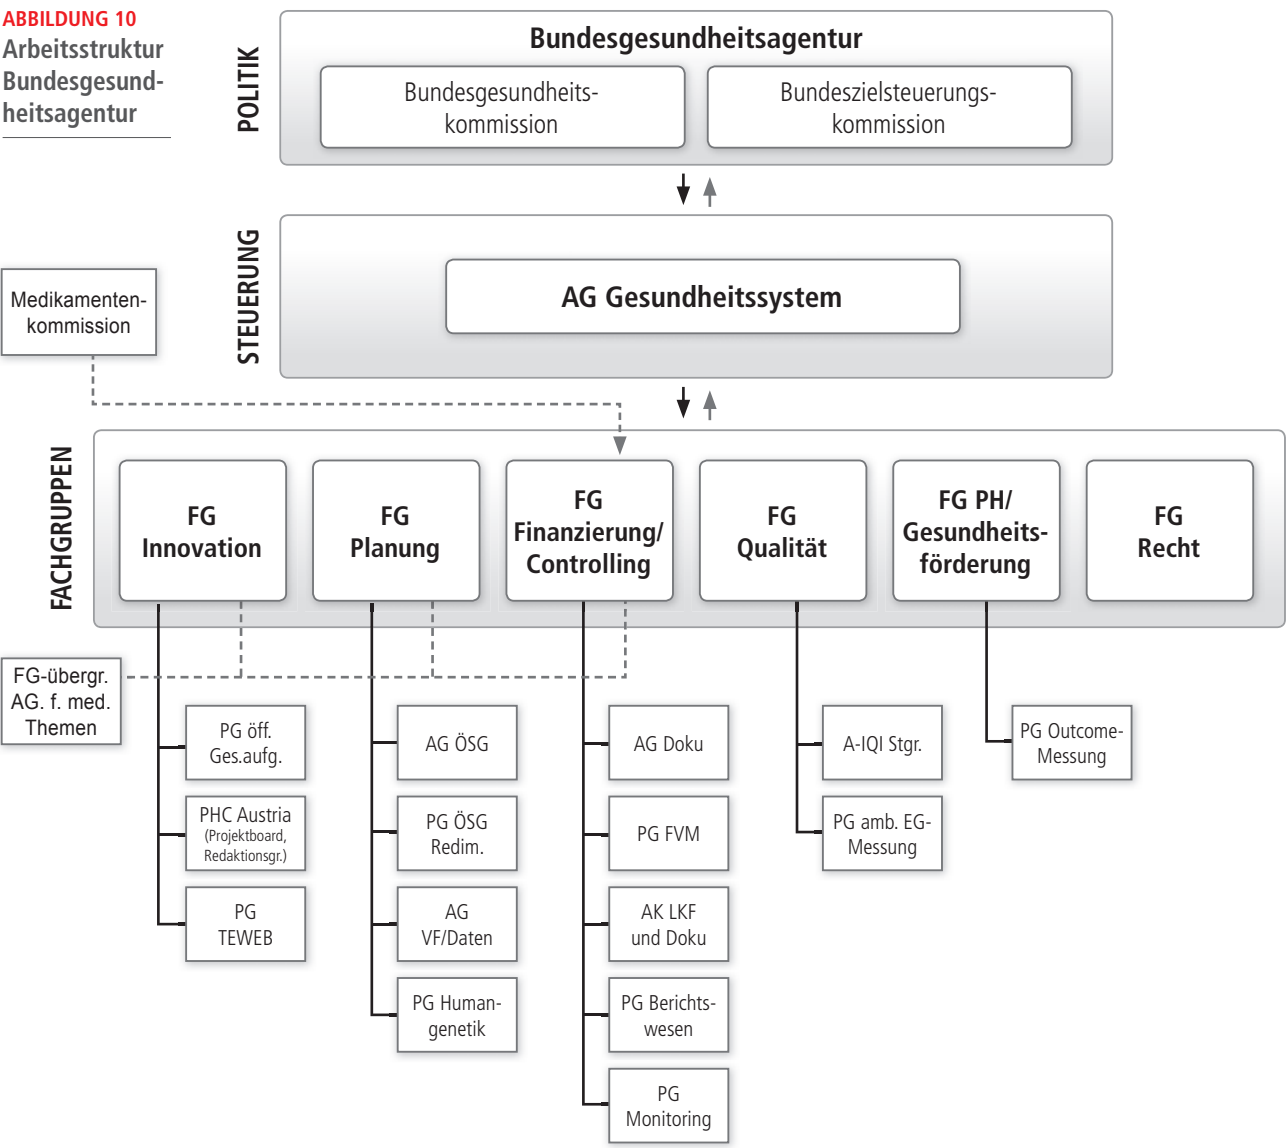 ABBILDUNG 10
Arbeitsstruktur
Bundesgesund-
heitsagentur
POLITIK
Bundesgesundheitsagentur
Bundesgesundheits-
kommission
Bundeszielsteuerungs-
kommission
STEUERUNG
AG Gesundheitssystem
Medikamenten-
kommission
FACHGRUPPEN
FG
Innovation
FG
Planung
FG
Finanzierung/
Controlling
FG
Qualität
FG PH/
Gesundheits-
förderung
FG
Recht
FG-übergr.
AG. f. med.
Themen
PG öff.
Ges.aufg.
PHC Austria
(Projektboard,
Redaktionsgr.)
PG
TEWEB
AG ÖSG
PG ÖSG
Redim.
AG
VF/Daten
PG Human-
genetik
AG Doku
PG FVM
AK LKF
und Doku
PG Berichts-
wesen
PG
Monitoring
A-IQI Stgr.
PG amb. EG-
Messung
PG Outcome-
Messung